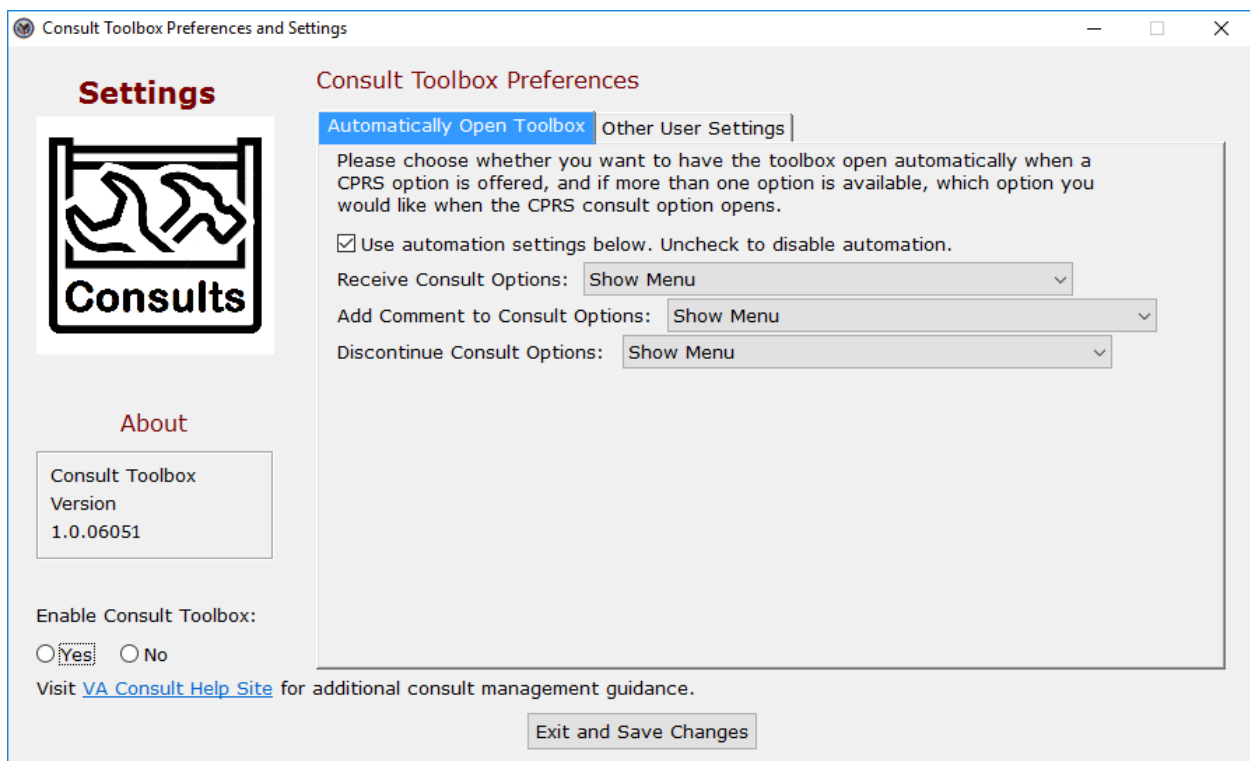 Consult Toolbox Preferences and Settings
Settings
Consults
About
Consult Toolbox
Version
1.0.06051
Enable Consult Toolbox:
Yes No
Consult Toolbox Preferences
Automatically Open Toolbox Other User Settings
Please choose whether you want to have the toolbox open automatically when a
CPRS option is offered, and if more than one option is available, which option you
would like when the CPRS consult option opens.
Use automation settings below. Uncheck to disable automation.
Receive Consult Options: Show Menu
Add Comment to Consult Options: Show Menu
Discontinue Consult Options: Show Menu
Visit VA Consult Help Site for additional consult management guidance.
Exit and Save Changes